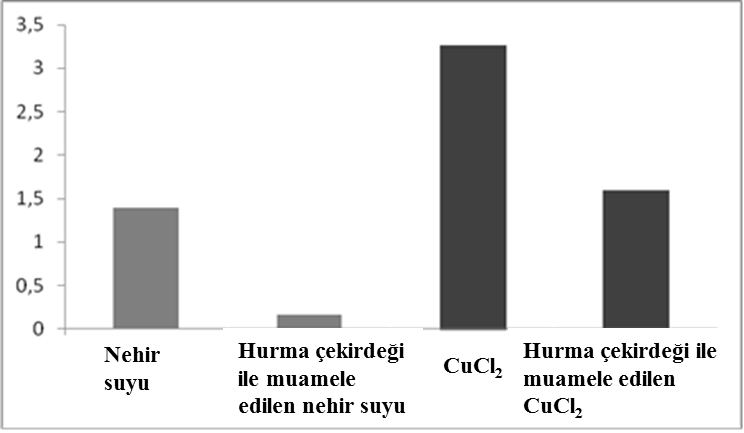 3,5
3
2,5
2
1,5
1
0,5
0
Nehir
suyu
Hurma çekirdeği
ile muamele
edilen nehir suyu
CuCl₂
Hurma çekirdeği ile
muamele edilen
CuCl₂